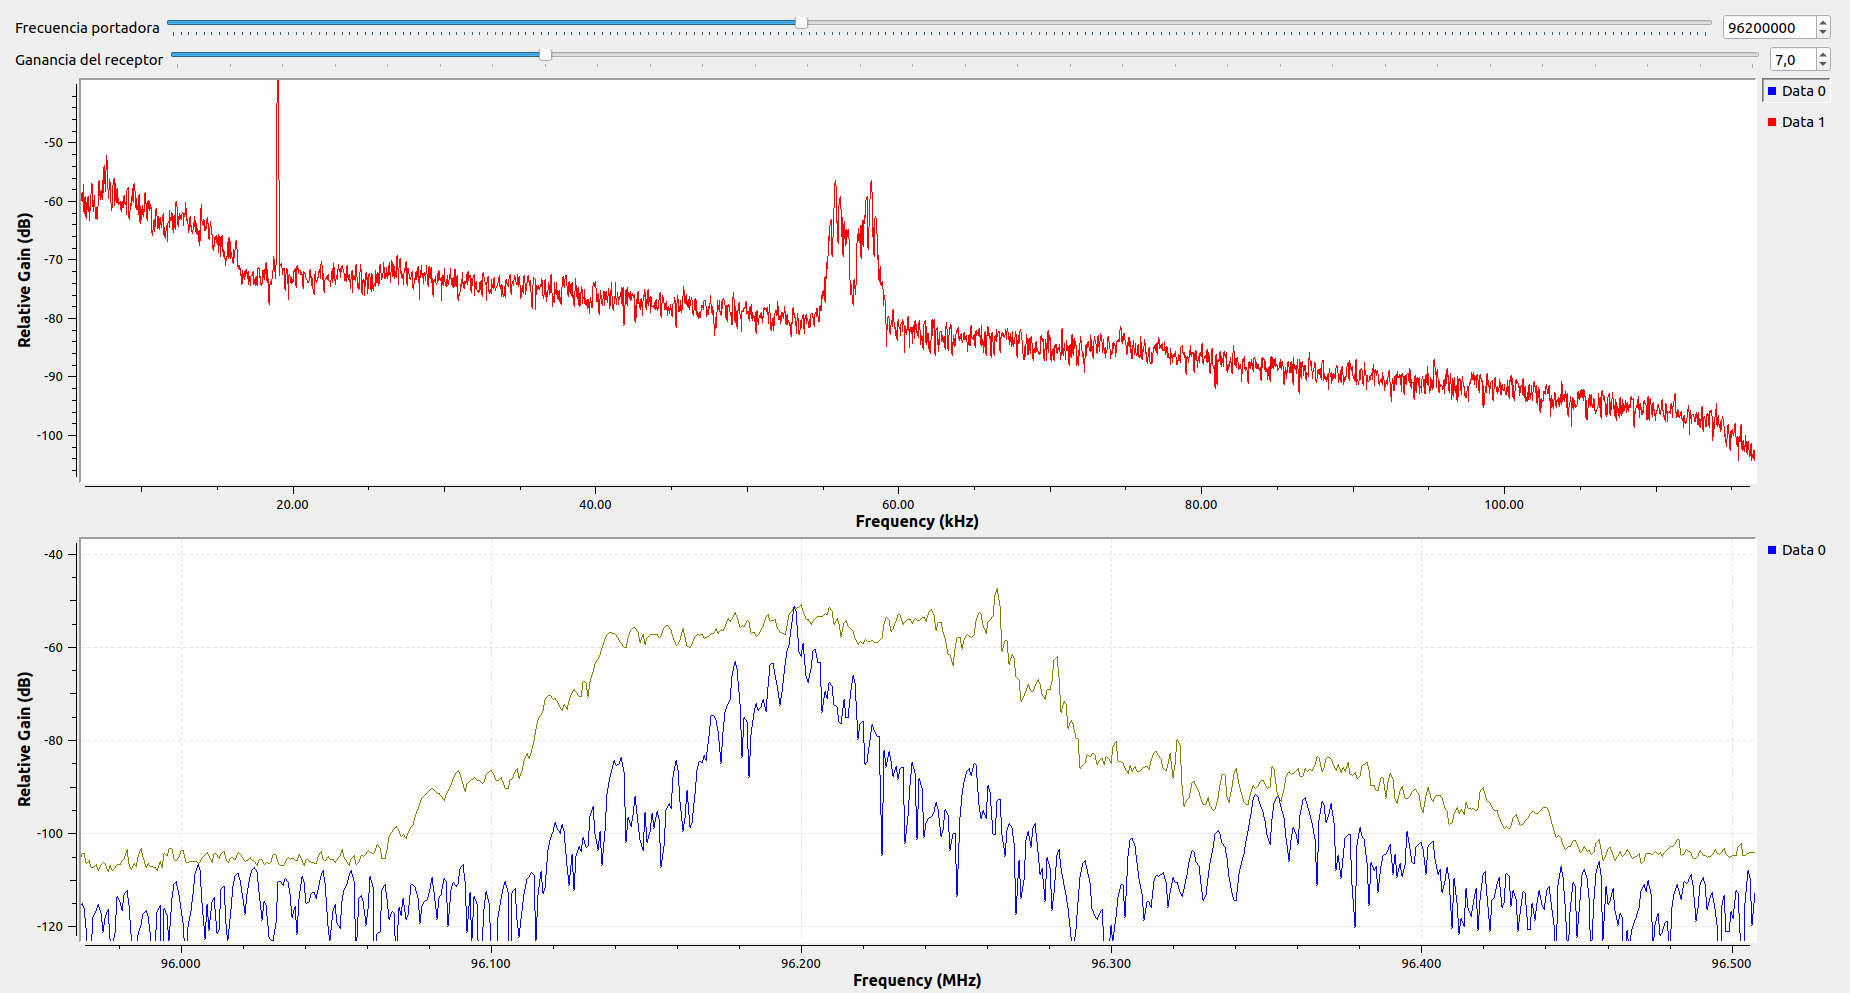 Frecuencia portadora
96200000
Ganancia del receptor
7,0
Data 0
Data 1
Relative Gain (dB)
-50
-60
-70
-80
-90
-100
20.00 40.00 60.00 80.00 100.00
Frequency (kHz)
Data 0
Relative Gain (dB)
-40
-60
-80
-100
-120
96.000 96.100 96.200 96.300 96.400 96.500
Frequency (MHz)